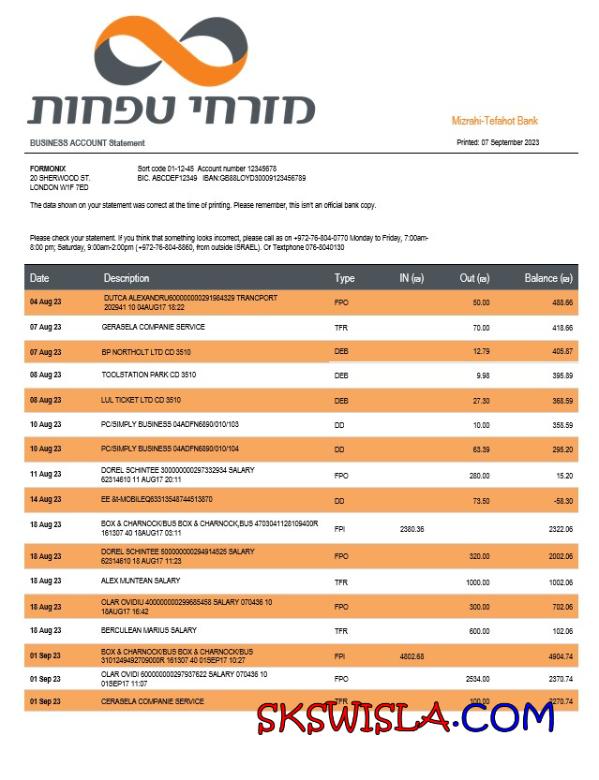 מזרחי טפחות
Mizrahi-Tefahot Bank
BUSINESS ACCOUNT Statement
Printed: 07 September 2023
FORMONIX
Sort code 01-12-45 Account number 12345678
20 SHERWOOD ST.
BIC. ABCDEF12349 IBAN:GB88LOYD30009123456789
LONDON W1F 7ED
The data shown on your statement was correct at the time of printing. Please remember, this isn't an official bank copy.
Please check your statement. If you think that something looks incorrect, please call as on +972-76-804-0770 Monday to Friday, 7:00am-
8:00 pm; Saturday, 9:00am-2:00pm (+972-76-804-8860, from outside ISRAEL). Or Textphone 076-8040130
Date Description Type IN (₪) Out (₪) Balance (₪)
04 Aug 23 DUTCA ALEXANDRU600000000291984329 TRANCPORT FPO 50.00 488.66
202941 10 04AUG17 18:22
07 Aug 23 GERASELA COMPANIE SERVICE TFR 70.00 418.66
07 Aug 23 BP NORTHOLT LTD CD 3510 DEB 12.79 405.87
08 Aug 23 TOOLSTATION PARK CD 3510 DEB 9.98 395.89
08 Aug 23 LUL TICKET LTD CD 3510 DEB 27.30 368.59
10 Aug 23 PC/SIMPLY BUSINESS 04ADFN6890/010/103 DD 10.00 358.59
10 Aug 23 PC/SIMPLY BUSINESS 04ADFN6890/010/104 DD 63.39 295.20
11 Aug 23 DOREL SCHINTEE 300000000297332934 SALARY FPO 280.00 15.20
62314610 11 AUG17 20:11
14 Aug 23 EE &t-MOBILEQ63313548744513870 DD 73.50 -58.30
18 Aug 23 BOX & CHARNOCK/BUS BOX & CHARNOCK,BUS 4703041128109400R FPI 2380.36 2322.06
161307 40 18AUG17 03:11
18 Aug 23 DOREL SCHINTEE 500000000294914525 SALARY FPO 320.00 2002.06
62314610 18 AUG17 11:23
18 Aug 23 ALEX MUNTEAN SALARY TFR 1000.00 1002.06
18 Aug 23 OLAR OVIDIU 400000000299685458 SALARY 070436 10 FPO 300.00 702.06
18AUG17 16:42
18 Aug 23 BERCULEAN MARIUS SALARY TFR 600.00 102.06
01 Sep 23 BOX & CHARNOCK/BUS BOX & CHARNOCK/BUS FPI 4802.68 4904.74
3101249492709000R 161307 40 01SEP17 10:27
01 Sep 23 OLAR OVIDI 600000000297937622 SALARY 070436 10 FPO 2534.00 2370.74
01SEP17 11:07
01 Sep 23 CERASELA COMPANIE SERVICE TFR 100.00 2270.74
SKSWISLA.COM